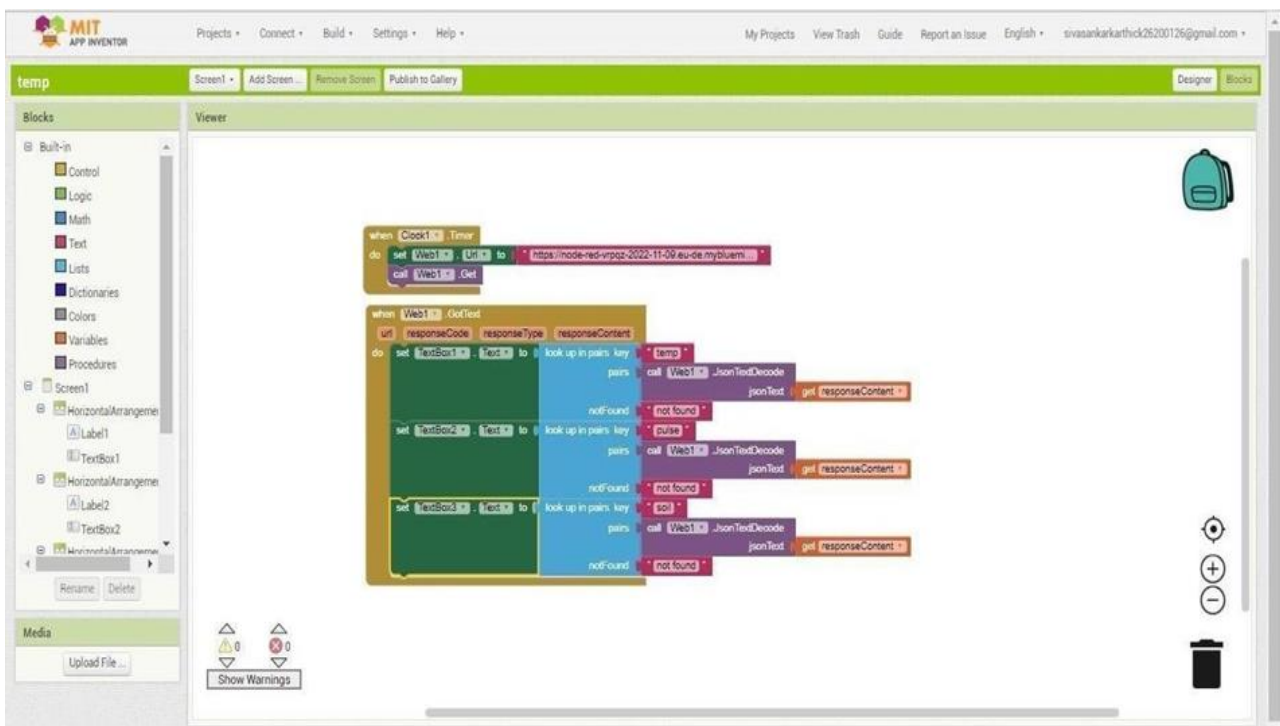 MIT
APP INVENTOR
Projects Connect Build Settings Help My Projects View Trash Guide Report an Issue English sivasankarkarthick26200126@gmail.com
temp
Screen1 Add Screen... Remove Screen Publish to Gallery Designer Blocks
Blocks
Viewer
Built-in
Control
Logic
Math
Text
Lists
Dictionaries
Colors
Variables
Procedures
Screen1
HorizontalArrangemen
Label1
TextBox1
HorizontalArrangemen
Label2
TextBox2
HorizontalArrangemen
Rename Delete
Media
Upload File ...
when Clock1 .Timer
do set Web1 . Url to " https://node-red-vrpqz-2022-11-09.eu-de.mybluemi... "
call Web1 .Get
when Web1 .GotText
url responseCode responseType responseContent
do set TextBox1 . Text to look up in pairs key " temp "
pairs call Web1 .JsonTextDecode
jsonText get responseContent
notFound " not found "
set TextBox2 . Text to look up in pairs key " pulse "
pairs call Web1 .JsonTextDecode
jsonText get responseContent
notFound " not found "
set TextBox3 . Text to look up in pairs key " soil "
pairs call Web1 .JsonTextDecode
jsonText get responseContent
notFound " not found "
0 0
Show Warnings